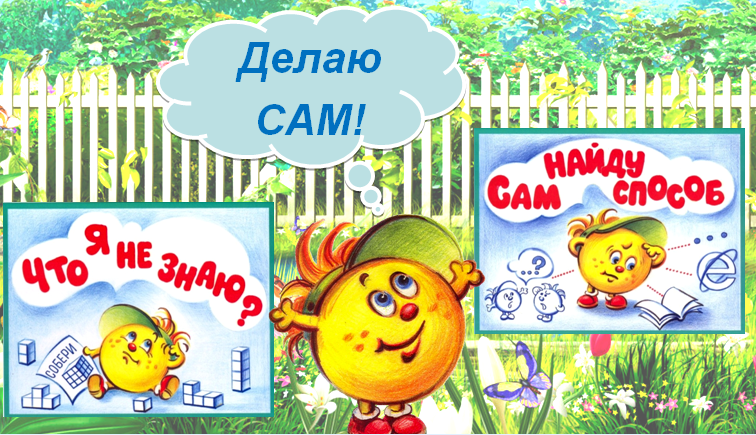 Делаю
САМ!
ЧТО Я НЕ ЗНАЮ?
СОБЕРИ
САМ НАЙДУ СПОСОБ
...?